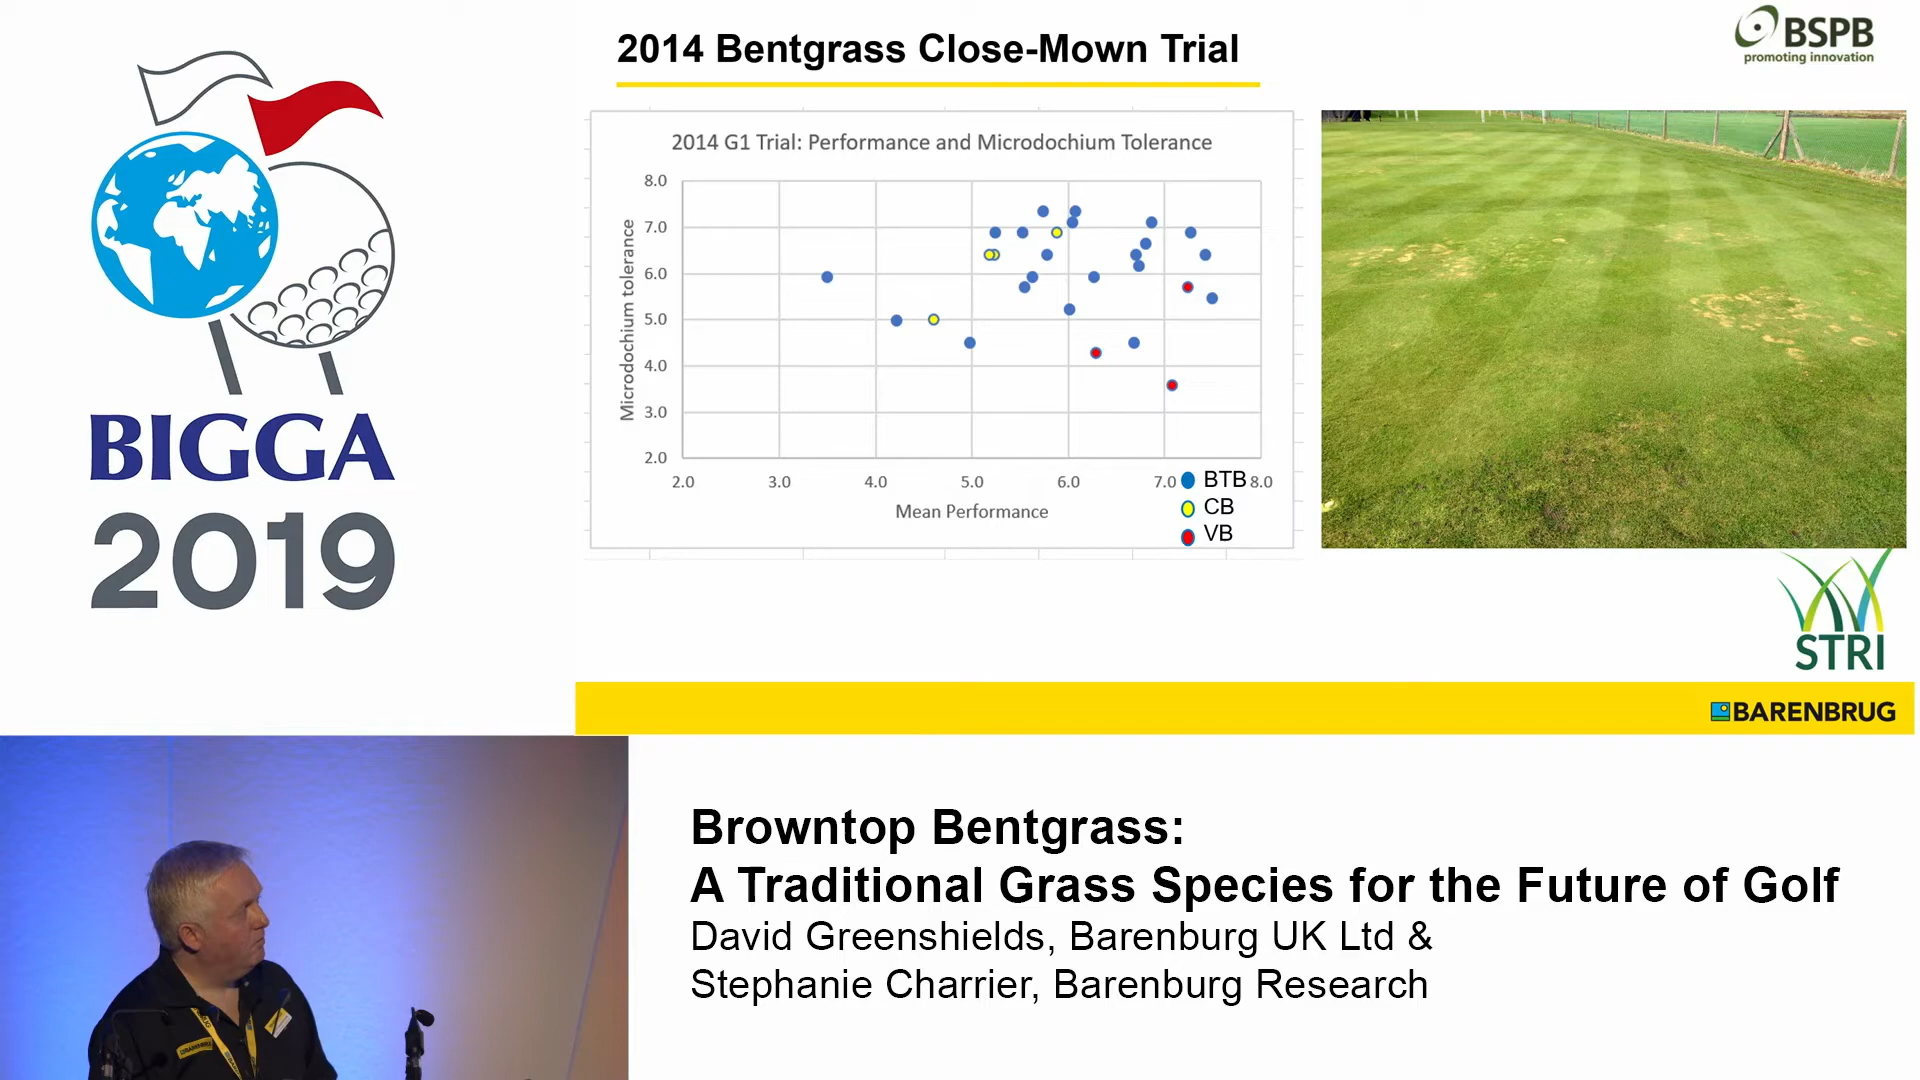 2014 Bentgrass Close-Mown Trial
BSPB
promoting innovation
2014 G1 Trial: Performance and Microdochium Tolerance
Microdochium tolerance
8.0
7.0
6.0
5.0
4.0
3.0
2.0
2.0 3.0 4.0 5.0 6.0 7.0 8.0
Mean Performance
BTB
CB
VB
BIGGA
2019
STRI
BARENBRUG
Browntop Bentgrass:
A Traditional Grass Species for the Future of Golf
David Greenshields, Barenburg UK Ltd &
Stephanie Charrier, Barenburg Research
BARENBRUG